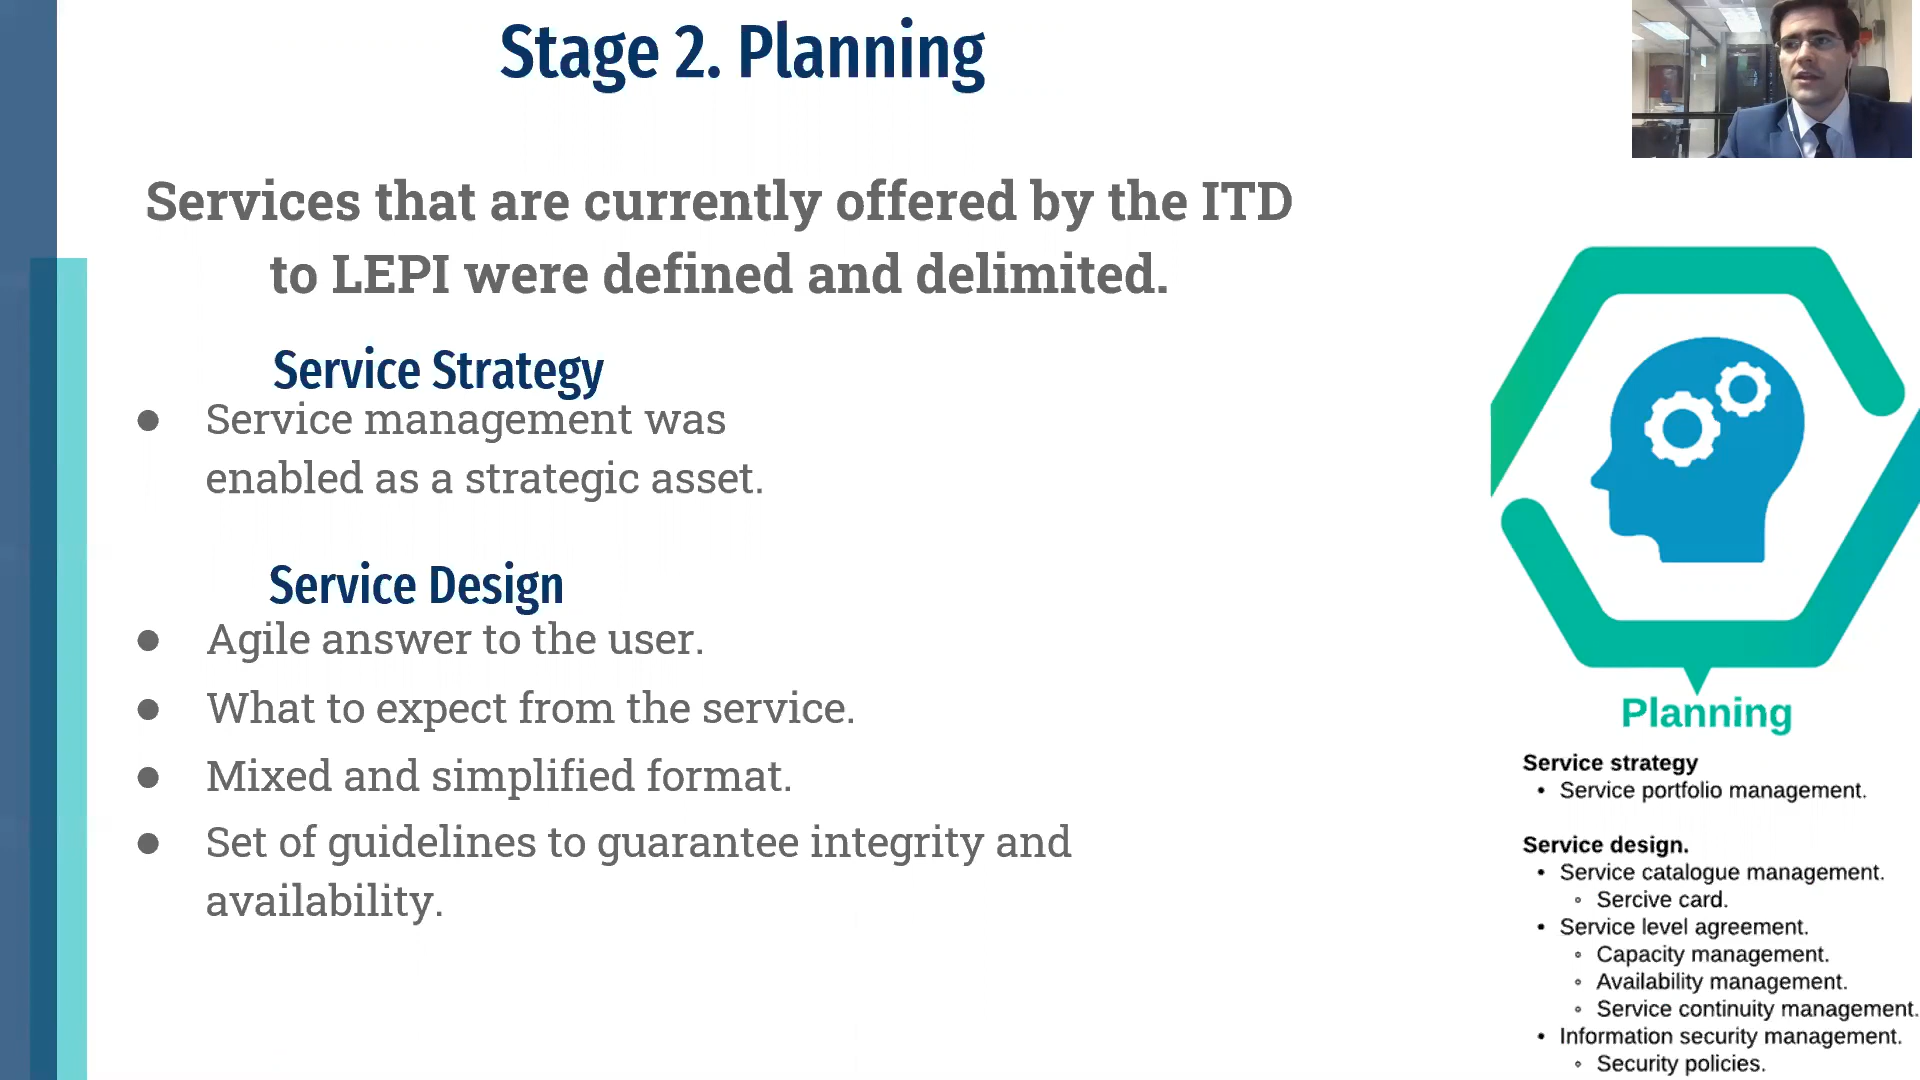 Stage 2. Planning
Services that are currently offered by the ITD
to LEPI were defined and delimited.
Service Strategy
● Service management was
enabled as a strategic asset.
Service Design
● Agile answer to the user.
● What to expect from the service.
● Mixed and simplified format.
● Set of guidelines to guarantee integrity and
availability.
Planning
Service strategy
• Service portfolio management.
Service design.
• Service catalogue management.
◦ Sercive card.
• Service level agreement.
◦ Capacity management.
◦ Availability management.
◦ Service continuity management.
• Information security management.
◦ Security policies.